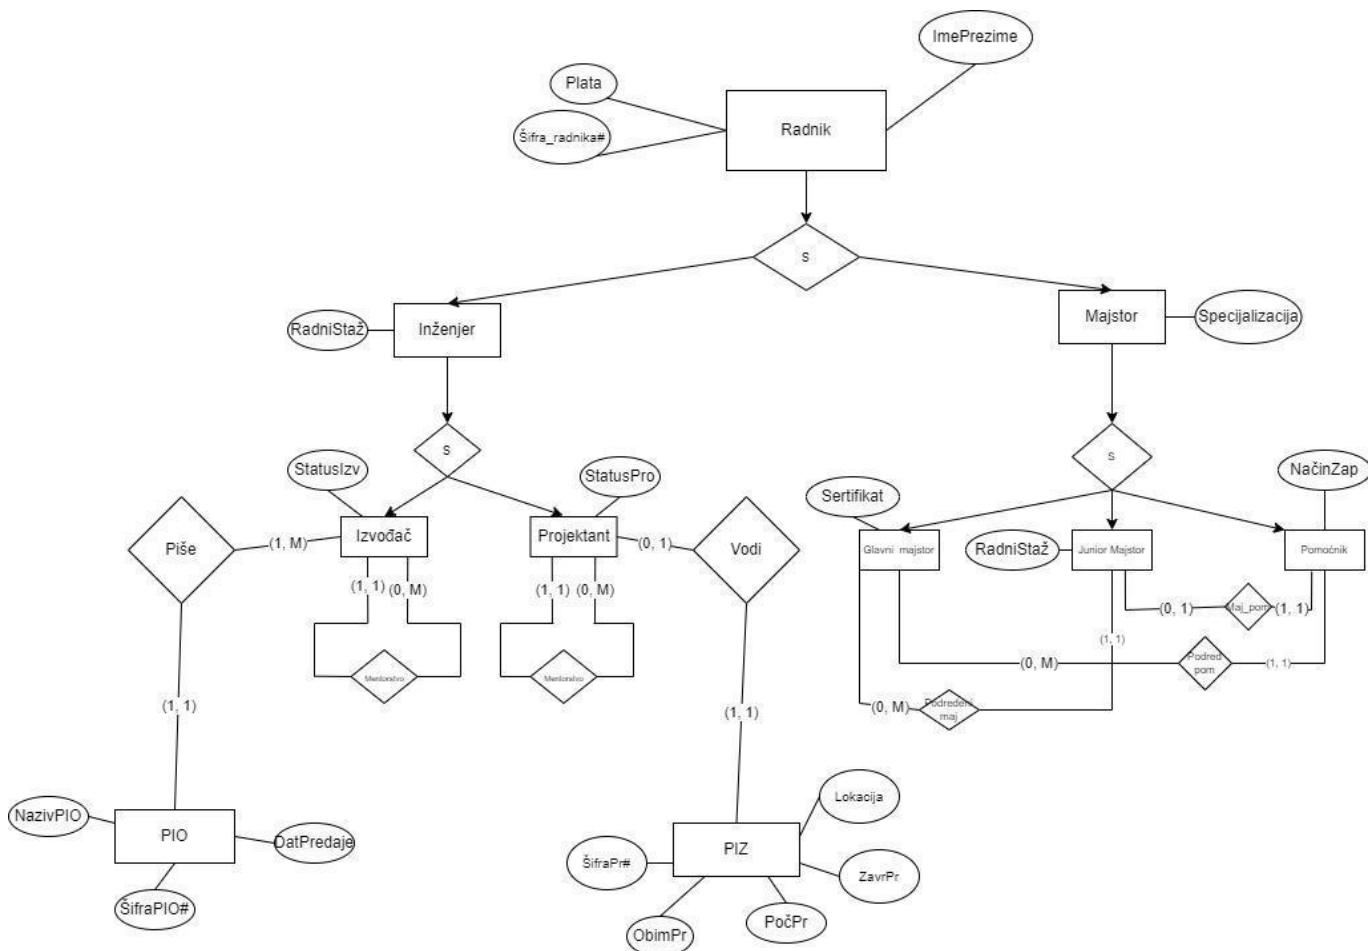 ImePrezime
Plata
Radnik
Šifra_radnika#
S
RadniStaž
Inženjer
Majstor
Specijalizacija
S
S
StatusIzv
StatusPro
NačinZap
Sertifikat
Piše
(1, M)
Izvođač
Projektant
(0, 1)
Vodi
Glavni majstor
RadniStaž
Junior Majstor
Pomoćnik
(1, 1)
(0, M)
(1, 1)
(0, M)
(0, 1)
Maj_pom
(1, 1)
(1, 1)
Mentorstvo
Mentorstvo
(0, M)
Podred
pom
(1, 1)
(1, 1)
(1, 1)
(0, M)
Podređeni
maj
NazivPIO
PIO
DatPredaje
ŠifraPIO#
Lokacija
ŠifraPr#
PIZ
ZavrPr
ObimPr
PočPr